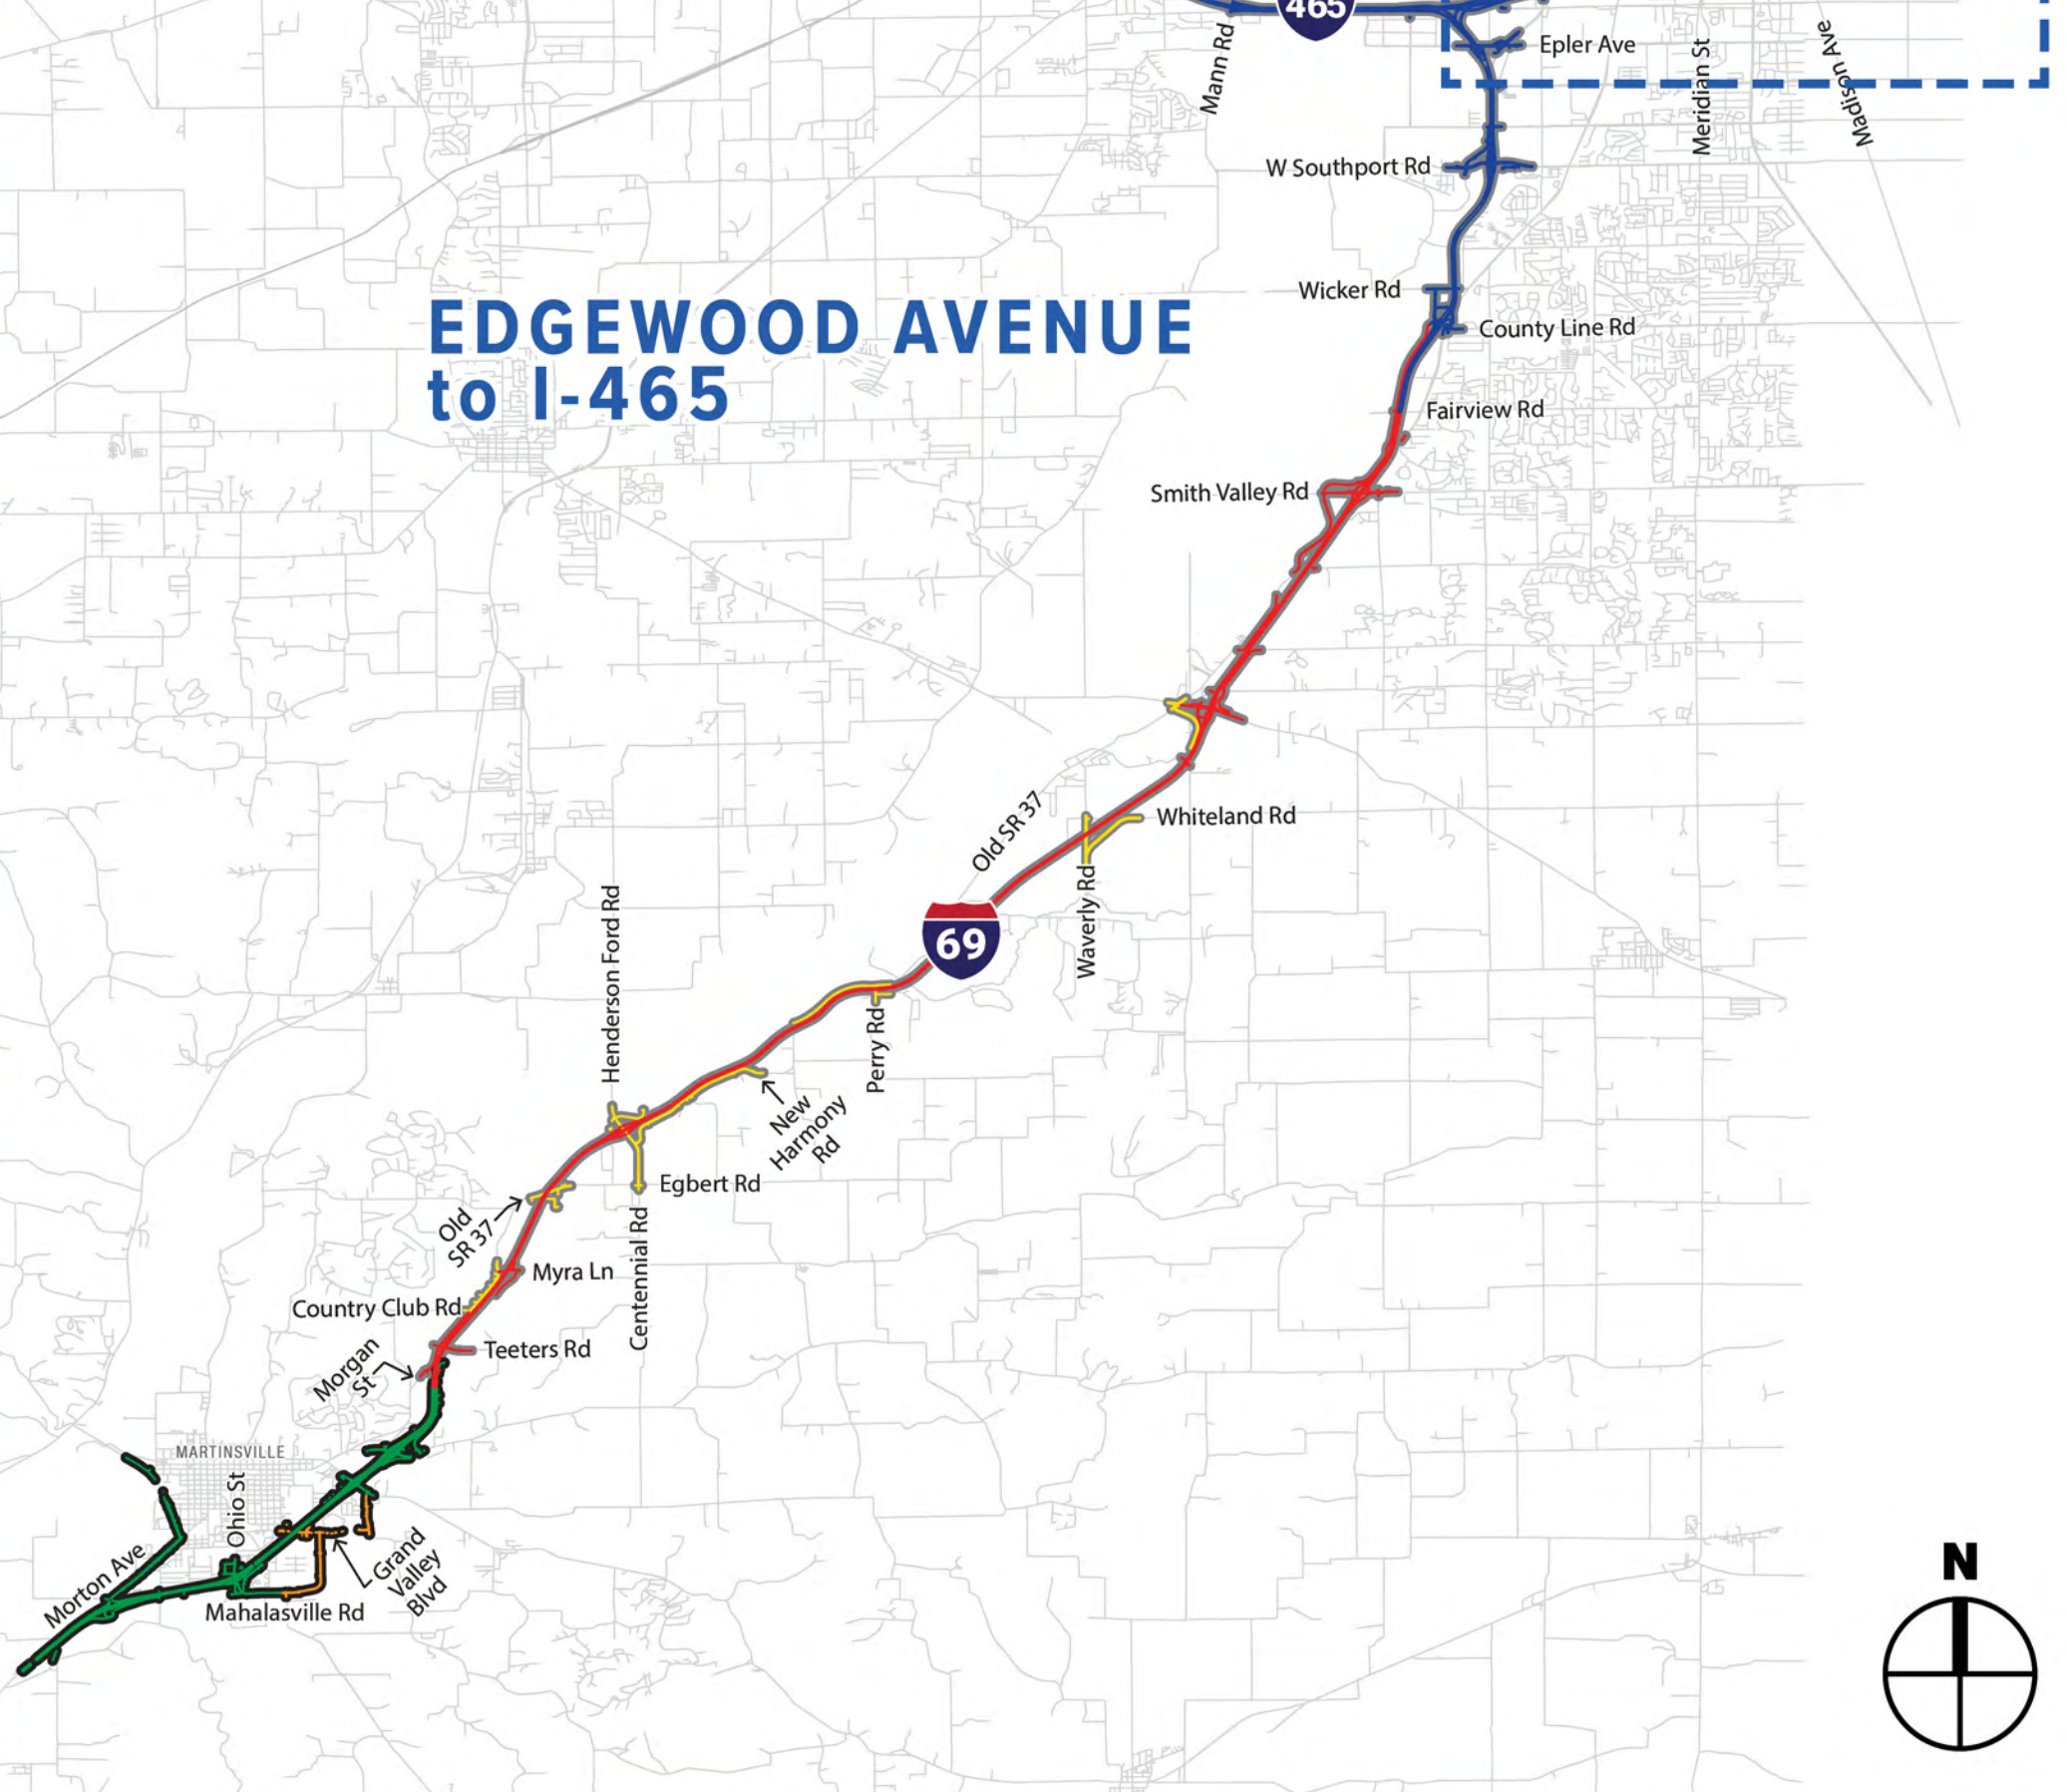 465
Mann Rd
Epler Ave
Meridian St
Madison Ave
W Southport Rd
Wicker Rd
County Line Rd
EDGEWOOD AVENUE
to I-465
Fairview Rd
Smith Valley Rd
Old SR 37
Whiteland Rd
Waverly Rd
69
Henderson Ford Rd
Perry Rd
New
Harmony
Rd
Egbert Rd
Old
SR 37
Centennial Rd
Myra Ln
Country Club Rd
Teeters Rd
Morgan
St
MARTINSVILLE
Ohio St
Grand
Valley
Blvd
Morton Ave
Mahalasville Rd
N